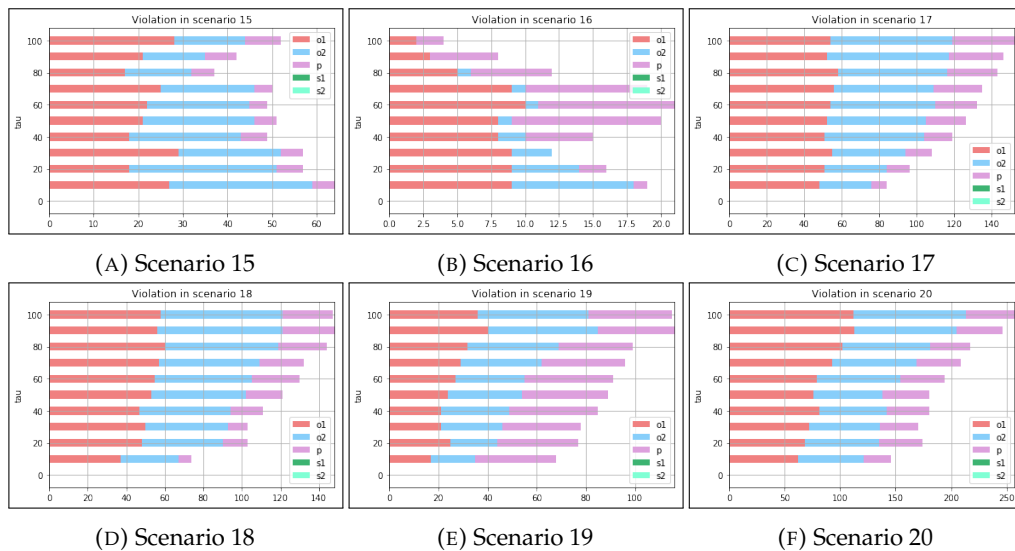 Violation in scenario 15
tau
100
80
60
40
20
0
0 10 20 30 40 50 60
o1
o2
p
s1
s2
(A) Scenario 15
Violation in scenario 16
tau
100
80
60
40
20
0
0.0 2.5 5.0 7.5 10.0 12.5 15.0 17.5 20.0
o1
o2
p
s1
s2
(B) Scenario 16
Violation in scenario 17
tau
100
80
60
40
20
0
0 20 40 60 80 100 120 140
o1
o2
p
s1
s2
(C) Scenario 17
Violation in scenario 18
tau
100
80
60
40
20
0
0 20 40 60 80 100 120 140
o1
o2
p
s1
s2
(D) Scenario 18
Violation in scenario 19
tau
100
80
60
40
20
0
0 20 40 60 80 100
o1
o2
p
s1
s2
(E) Scenario 19
Violation in scenario 20
tau
100
80
60
40
20
0
0 50 100 150 200 250
o1
o2
p
s1
s2
(F) Scenario 20